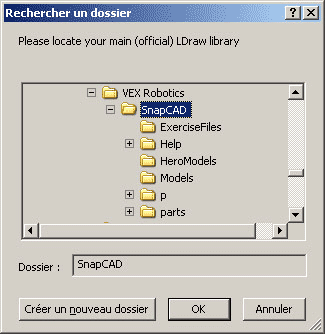 Rechercher un dossier
Please locate your main (official) LDraw library
VEX Robotics
SnapCAD
ExerciseFiles
Help
HeroModels
Models
p
parts
Dossier : SnapCAD
Créer un nouveau dossier OK Annuler